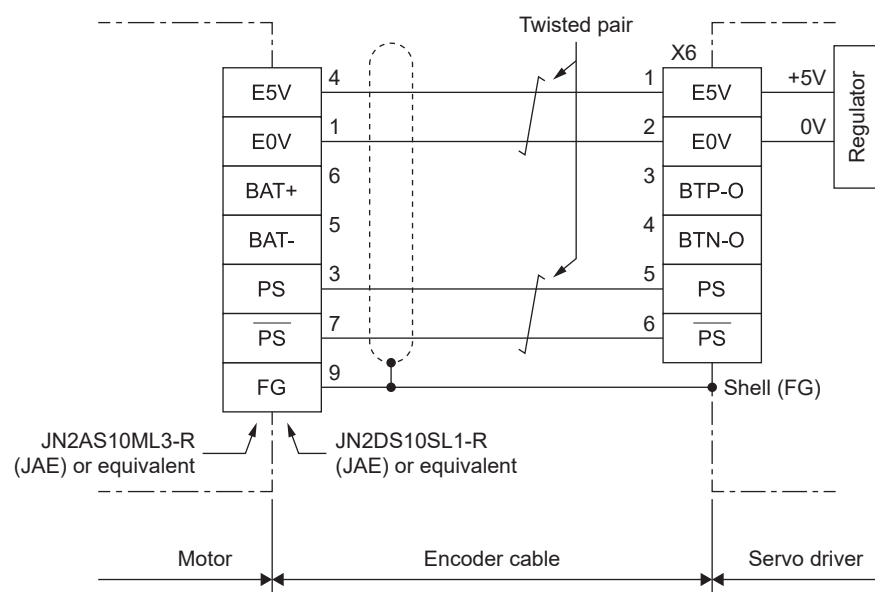 Twisted pair
X6
E5V 4 1 E5V +5V
E0V 1 2 E0V 0V
Regulator
BAT+ 6 3 BTP-O
BAT- 5 4 BTN-O
PS 3 5 PS
P̅S̅ 7 6 P̅S̅
FG 9 Shell (FG)
JN2AS10ML3-R
(JAE) or equivalent
JN2DS10SL1-R
(JAE) or equivalent
Motor Encoder cable Servo driver